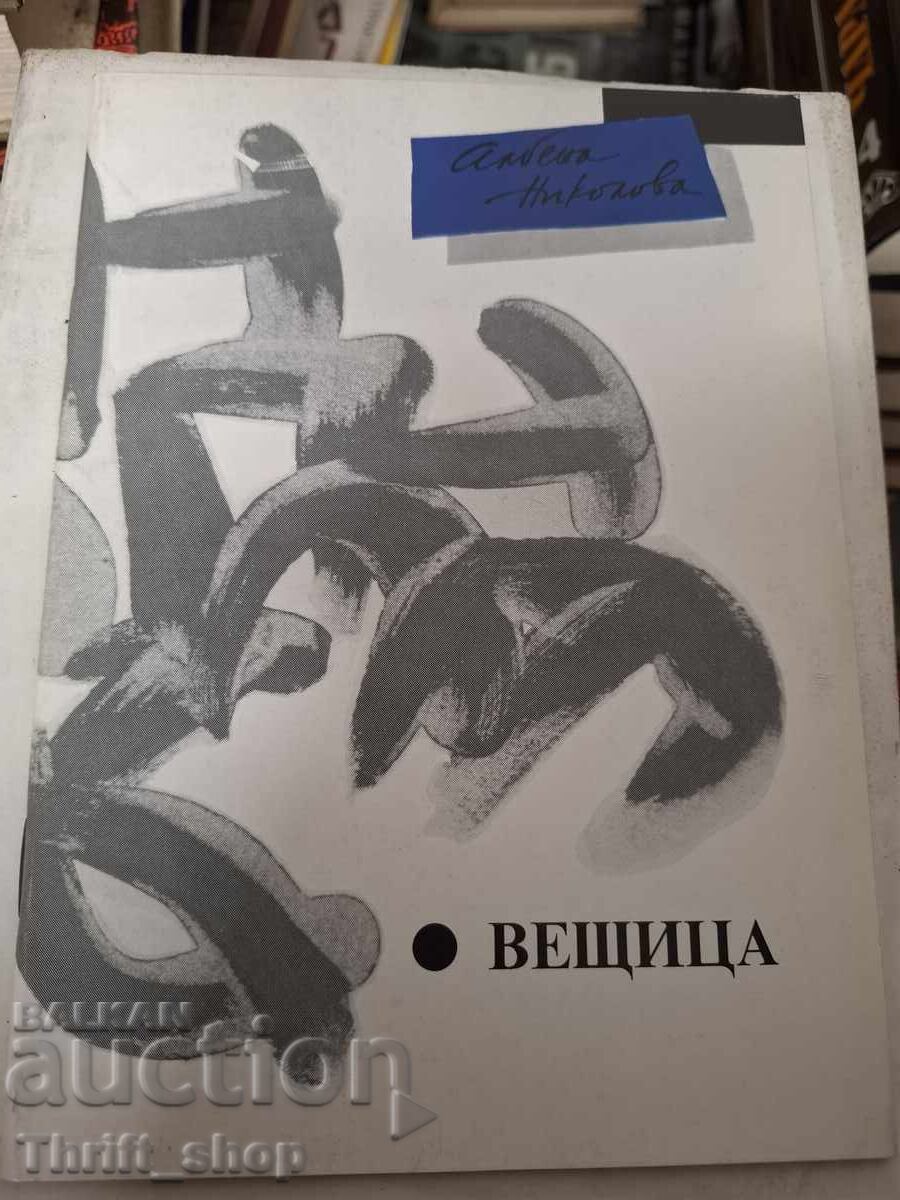 Албена
Николова
ВЕЩИЦА
BALKAN
auction
Thrift_shop